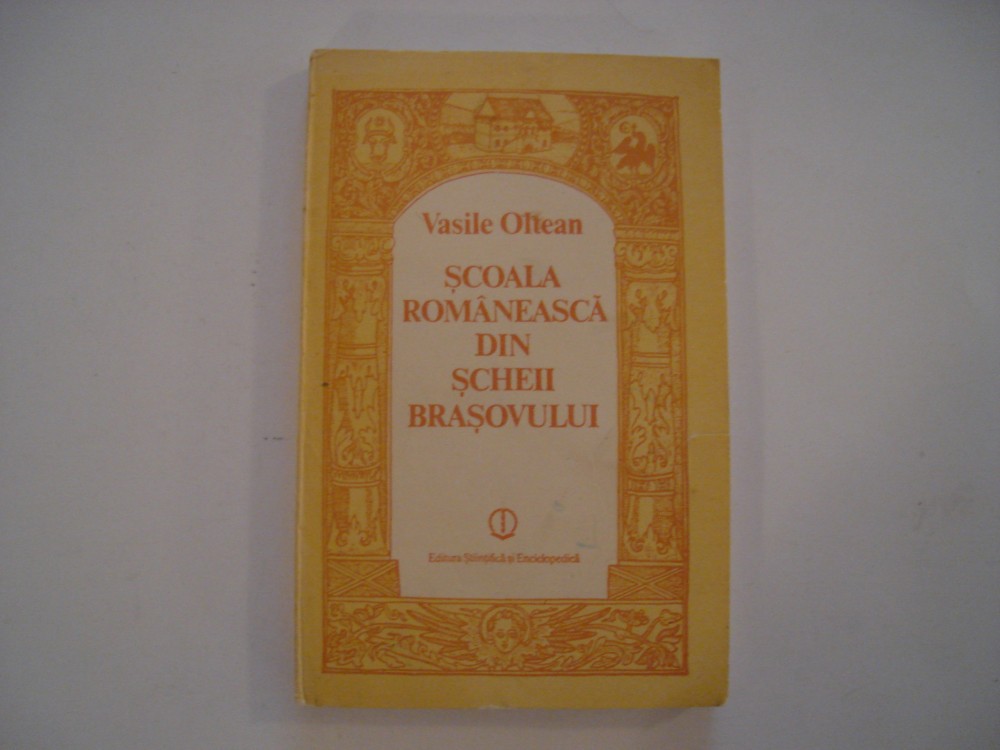 Vasile Oltean
ȘCOALA
ROMÂNEASCĂ
DIN
ȘCHEII
BRAȘOVULUI
Editura Științifică și Enciclopedică